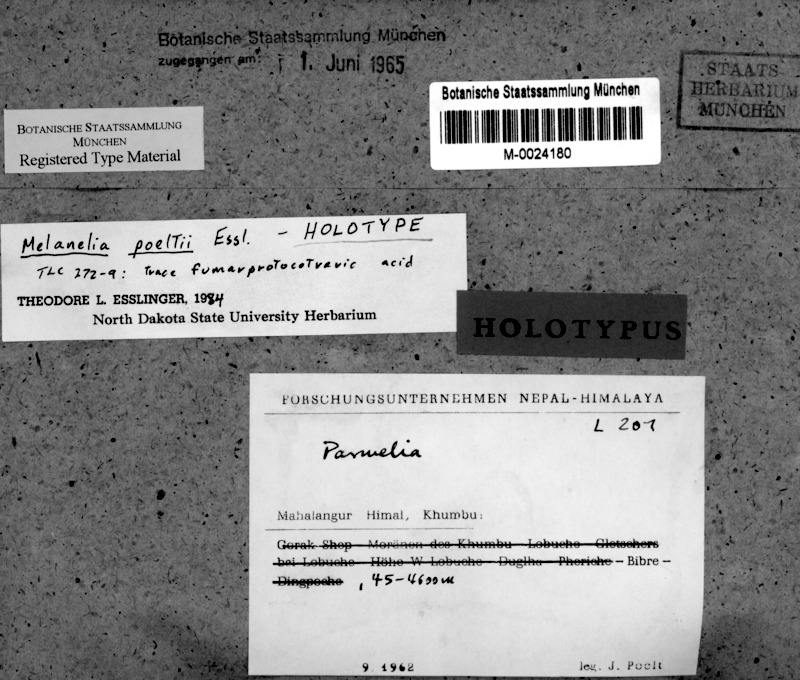 Botanische Staatssammlung München
zugegangen am: 1. Juni 1965
STAATS
HERBARIUM
MÜNCHEN
Botanische Staatssammlung München
M-0024180
BOTANISCHE STAATSSAMMLUNG
MÜNCHEN
Registered Type Material
Melanelia poeltii Essl. – HOLOTYPE
TLC 272-9: trace fumarprotocetraric acid
THEODORE L. ESSLINGER, 1984
North Dakota State University Herbarium
HOLOTYPUS
FORSCHUNGSUNTERNEHMEN NEPAL-HIMALAYA
L 201
Parmelia
Mahalangur Himal, Khumbu:
Gorak Shep - Moränen des Khumbu - Lobuche - Gletschers
bei Lobuche - Höhe W Lobuche - Duglha - Pheriche – Bibre –
Dingpoche , 45-4600m
9. 1962 leg. J. Poelt